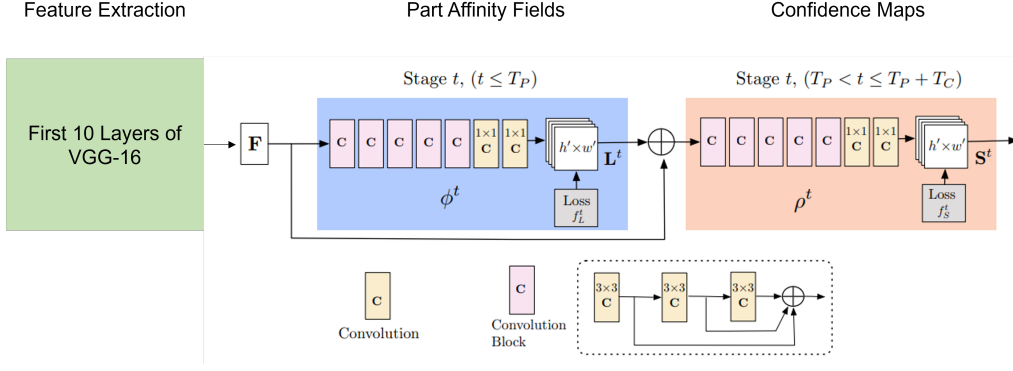 Feature Extraction
Part Affinity Fields
Confidence Maps
Stage t, (t ≤ T_P)
Stage t, (T_P < t ≤ T_P + T_C)
First 10 Layers of
VGG-16
F
C
C
C
C
C
1×1
C
1×1
C
h′×w′
L^t
Loss
f_L^t
ϕ^t
C
C
C
C
C
1×1
C
1×1
C
h′×w′
S^t
Loss
f_S^t
ρ^t
C
Convolution
C
Convolution
Block
3×3
C
3×3
C
3×3
C